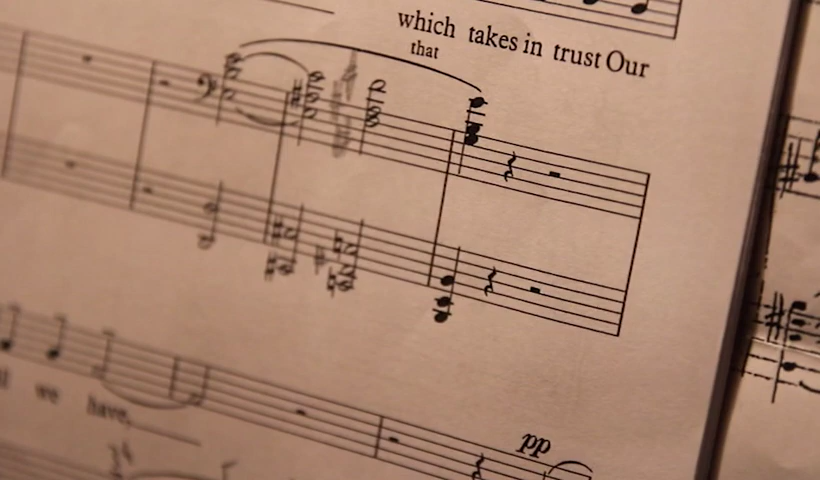 which takes in trust Our
that
we have,
pp